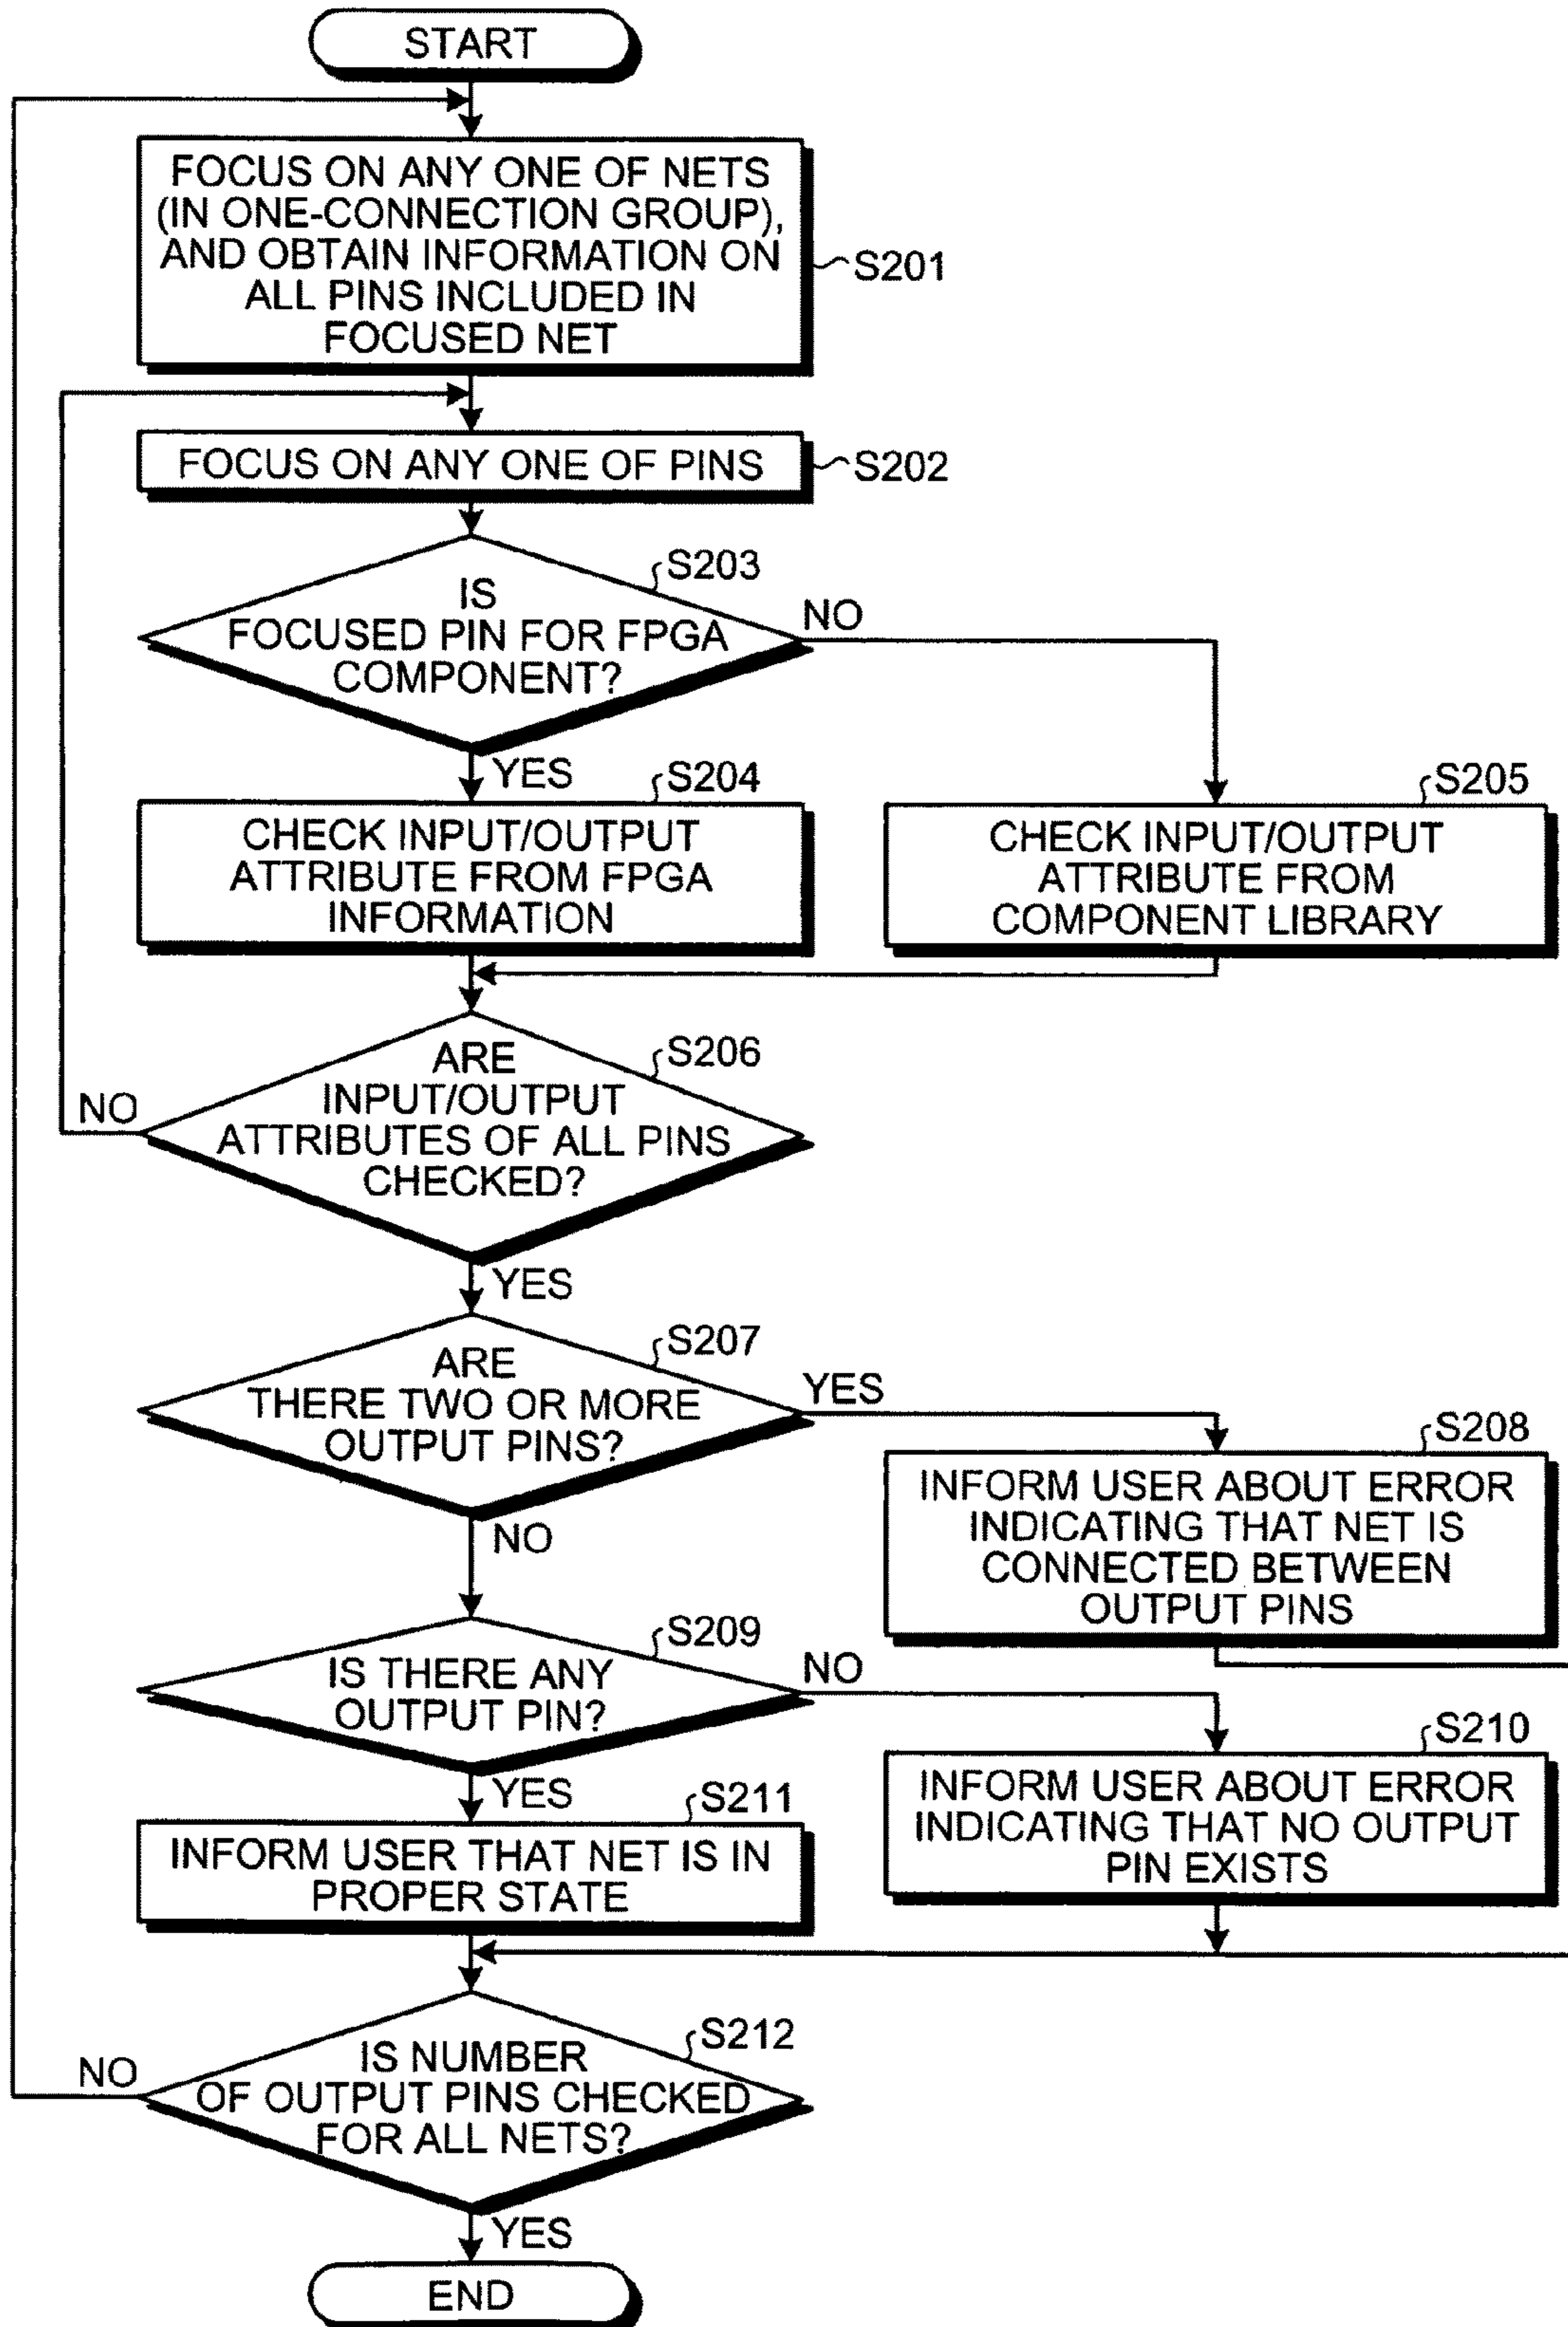 START
FOCUS ON ANY ONE OF NETS
(IN ONE-CONNECTION GROUP),
AND OBTAIN INFORMATION ON
ALL PINS INCLUDED IN
FOCUSED NET
S201
FOCUS ON ANY ONE OF PINS
S202
S203
IS
FOCUSED PIN FOR FPGA
COMPONENT?
NO
YES
S204
CHECK INPUT/OUTPUT
ATTRIBUTE FROM FPGA
INFORMATION
S205
CHECK INPUT/OUTPUT
ATTRIBUTE FROM
COMPONENT LIBRARY
S206
ARE
INPUT/OUTPUT
ATTRIBUTES OF ALL PINS
CHECKED?
NO
YES
S207
ARE
THERE TWO OR MORE
OUTPUT PINS?
YES
NO
S208
INFORM USER ABOUT ERROR
INDICATING THAT NET IS
CONNECTED BETWEEN
OUTPUT PINS
S209
IS THERE ANY
OUTPUT PIN?
NO
YES
S210
INFORM USER ABOUT ERROR
INDICATING THAT NO OUTPUT
PIN EXISTS
S211
INFORM USER THAT NET IS IN
PROPER STATE
S212
IS NUMBER
OF OUTPUT PINS CHECKED
FOR ALL NETS?
NO
YES
END